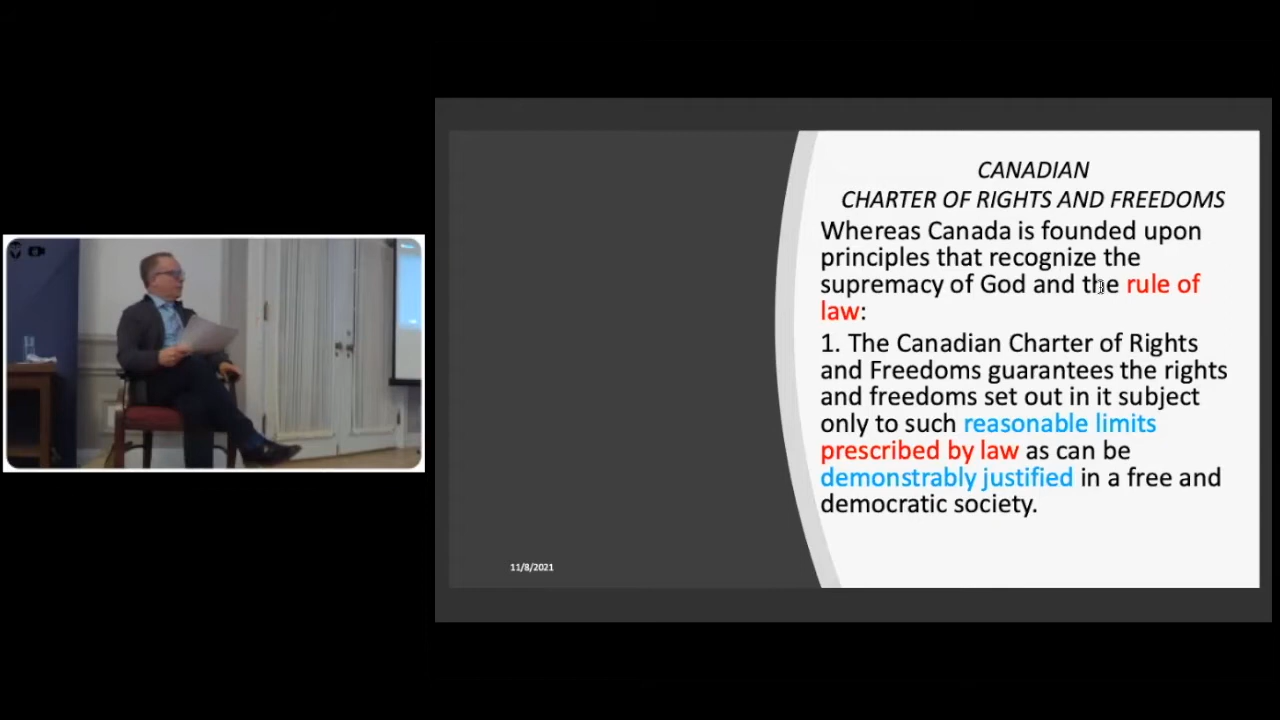 CANADIAN
CHARTER OF RIGHTS AND FREEDOMS
Whereas Canada is founded upon
principles that recognize the
supremacy of God and the rule of
law:
1. The Canadian Charter of Rights
and Freedoms guarantees the rights
and freedoms set out in it subject
only to such reasonable limits
prescribed by law as can be
demonstrably justified in a free and
democratic society.
11/8/2021